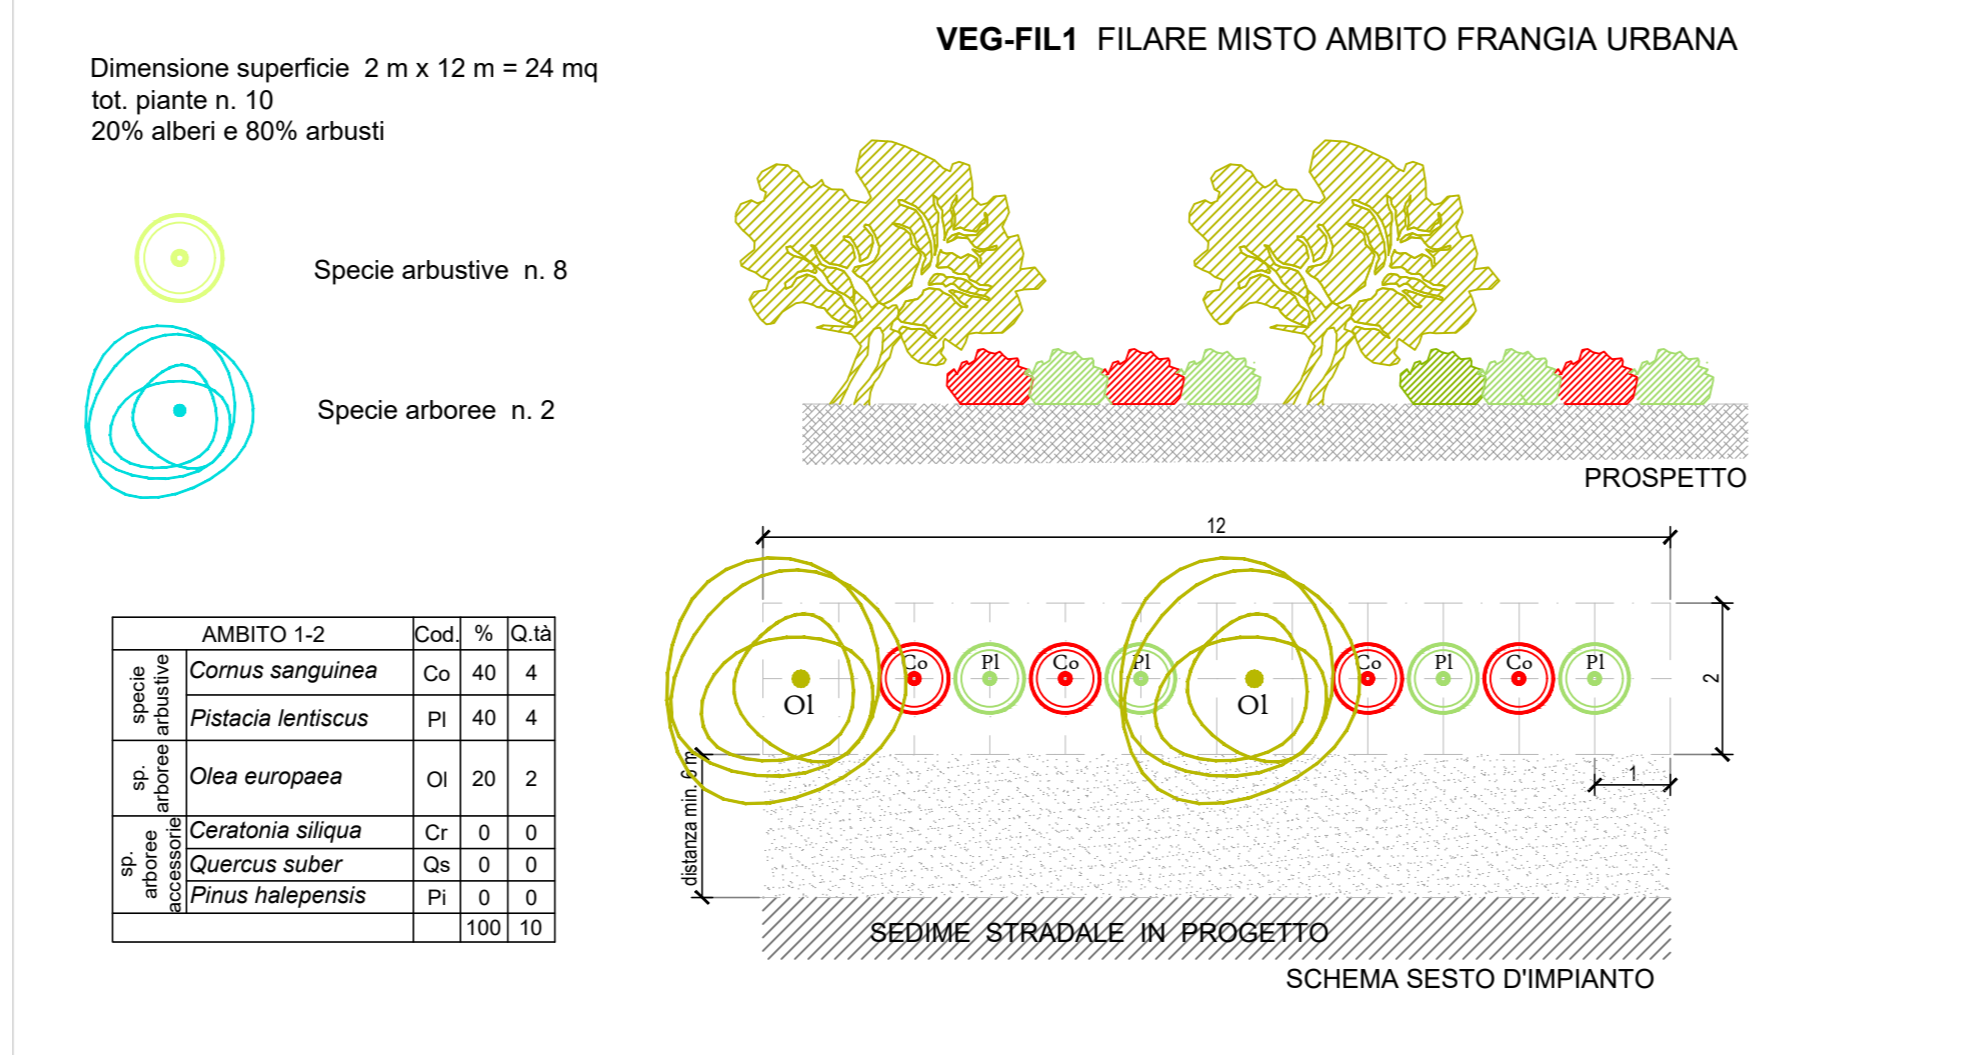 VEG-FIL1 FILARE MISTO AMBITO FRANGIA URBANA
Dimensione superficie 2 m x 12 m = 24 mq
tot. piante n. 10
20% alberi e 80% arbusti
Specie arbustive n. 8
Specie arboree n. 2
PROSPETTO
12
Co Pl Co Pl Co Pl Co Pl
Ol Ol
2
1
distanza min. 6 m
SEDIME STRADALE IN PROGETTO
SCHEMA SESTO D'IMPIANTO
AMBITO 1-2 Cod. % Q.tà
specie
arbustive
Cornus sanguinea Co 40 4
Pistacia lentiscus Pl 40 4
sp.
arboree
Olea europaea Ol 20 2
sp.
arboree
accessorie
Ceratonia siliqua Cr 0 0
Quercus suber Qs 0 0
Pinus halepensis Pi 0 0
100 10